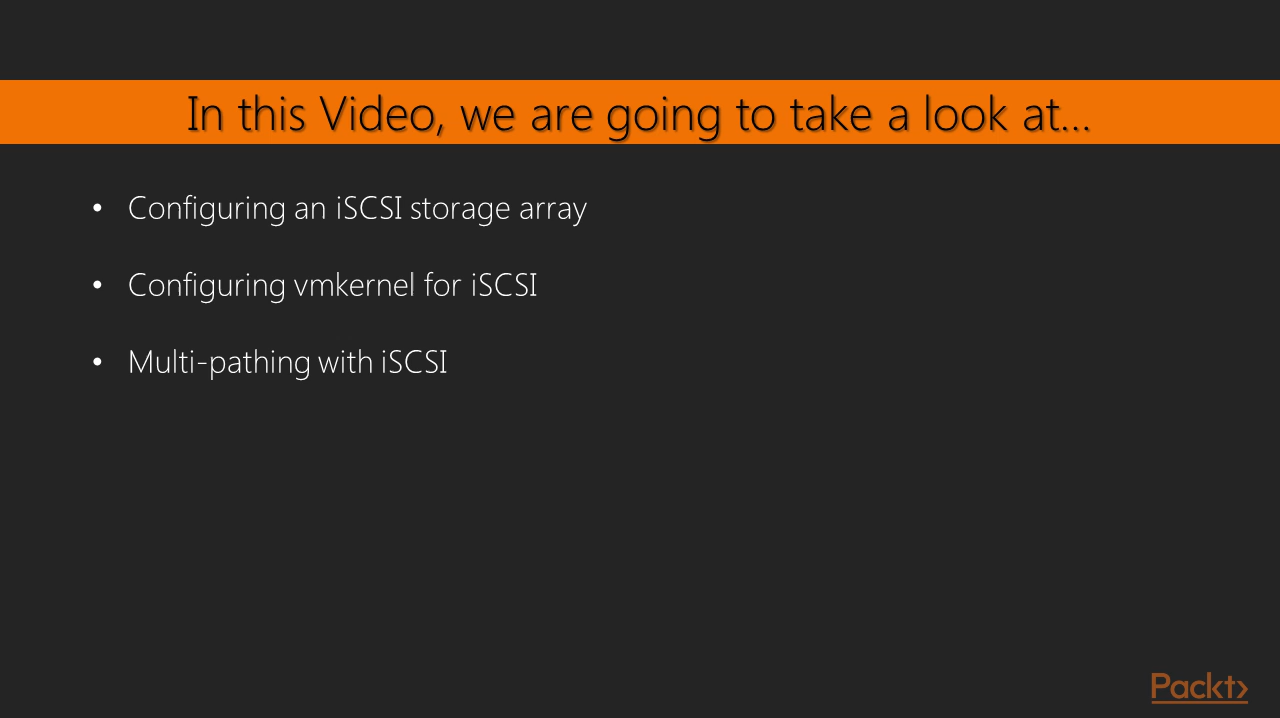 In this Video, we are going to take a look at...
• Configuring an iSCSI storage array
• Configuring vmkernel for iSCSI
• Multi-pathing with iSCSI
Packt>